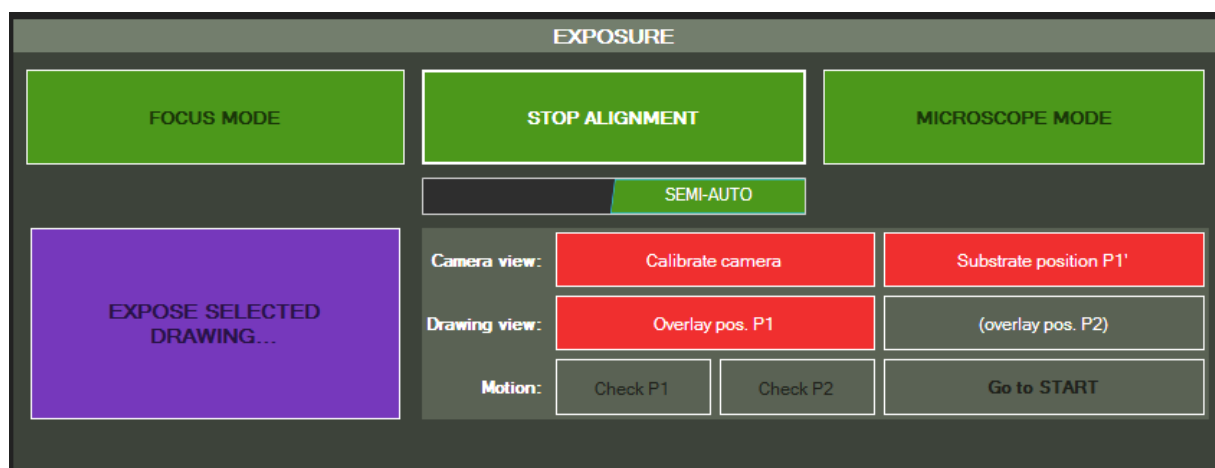 EXPOSURE
FOCUS MODE
STOP ALIGNMENT
MICROSCOPE MODE
SEMI-AUTO
EXPOSE SELECTED
DRAWING...
Camera view:
Calibrate camera
Substrate position P1'
Drawing view:
Overlay pos. P1
(overlay pos. P2)
Motion:
Check P1
Check P2
Go to START